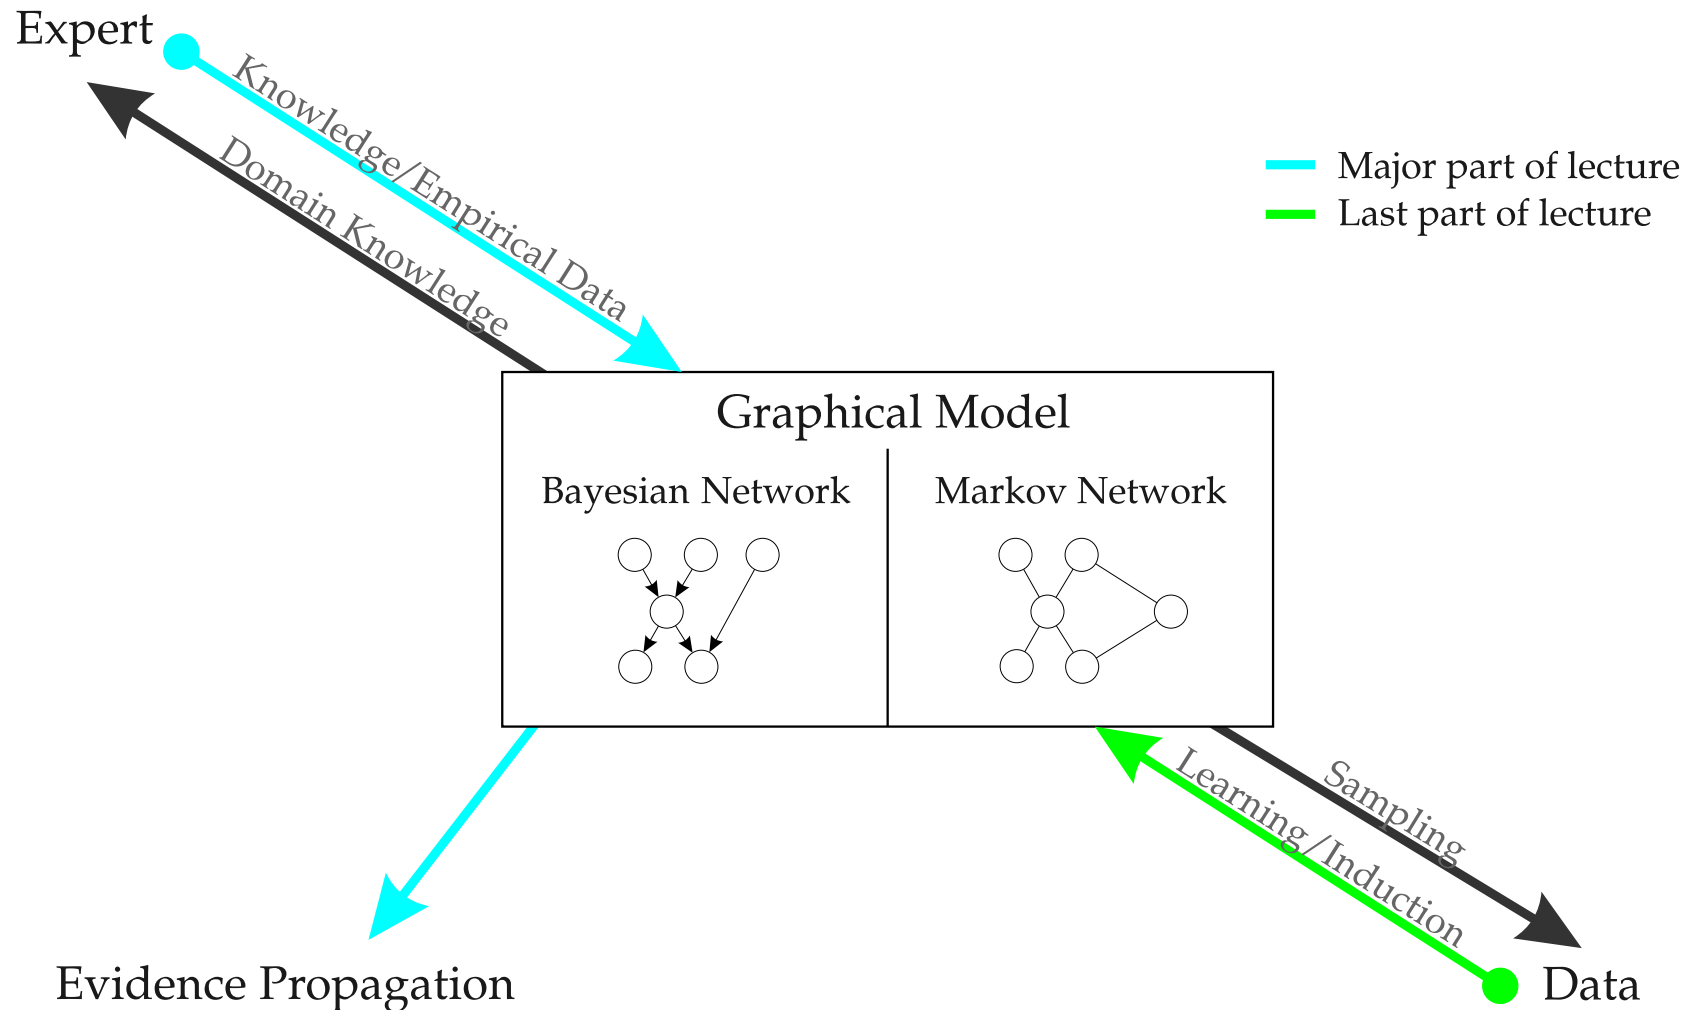 Expert
Knowledge/Empirical Data
Domain Knowledge
Major part of lecture
Last part of lecture
Graphical Model
Bayesian Network
Markov Network
Sampling
Learning/Induction
Evidence Propagation
Data